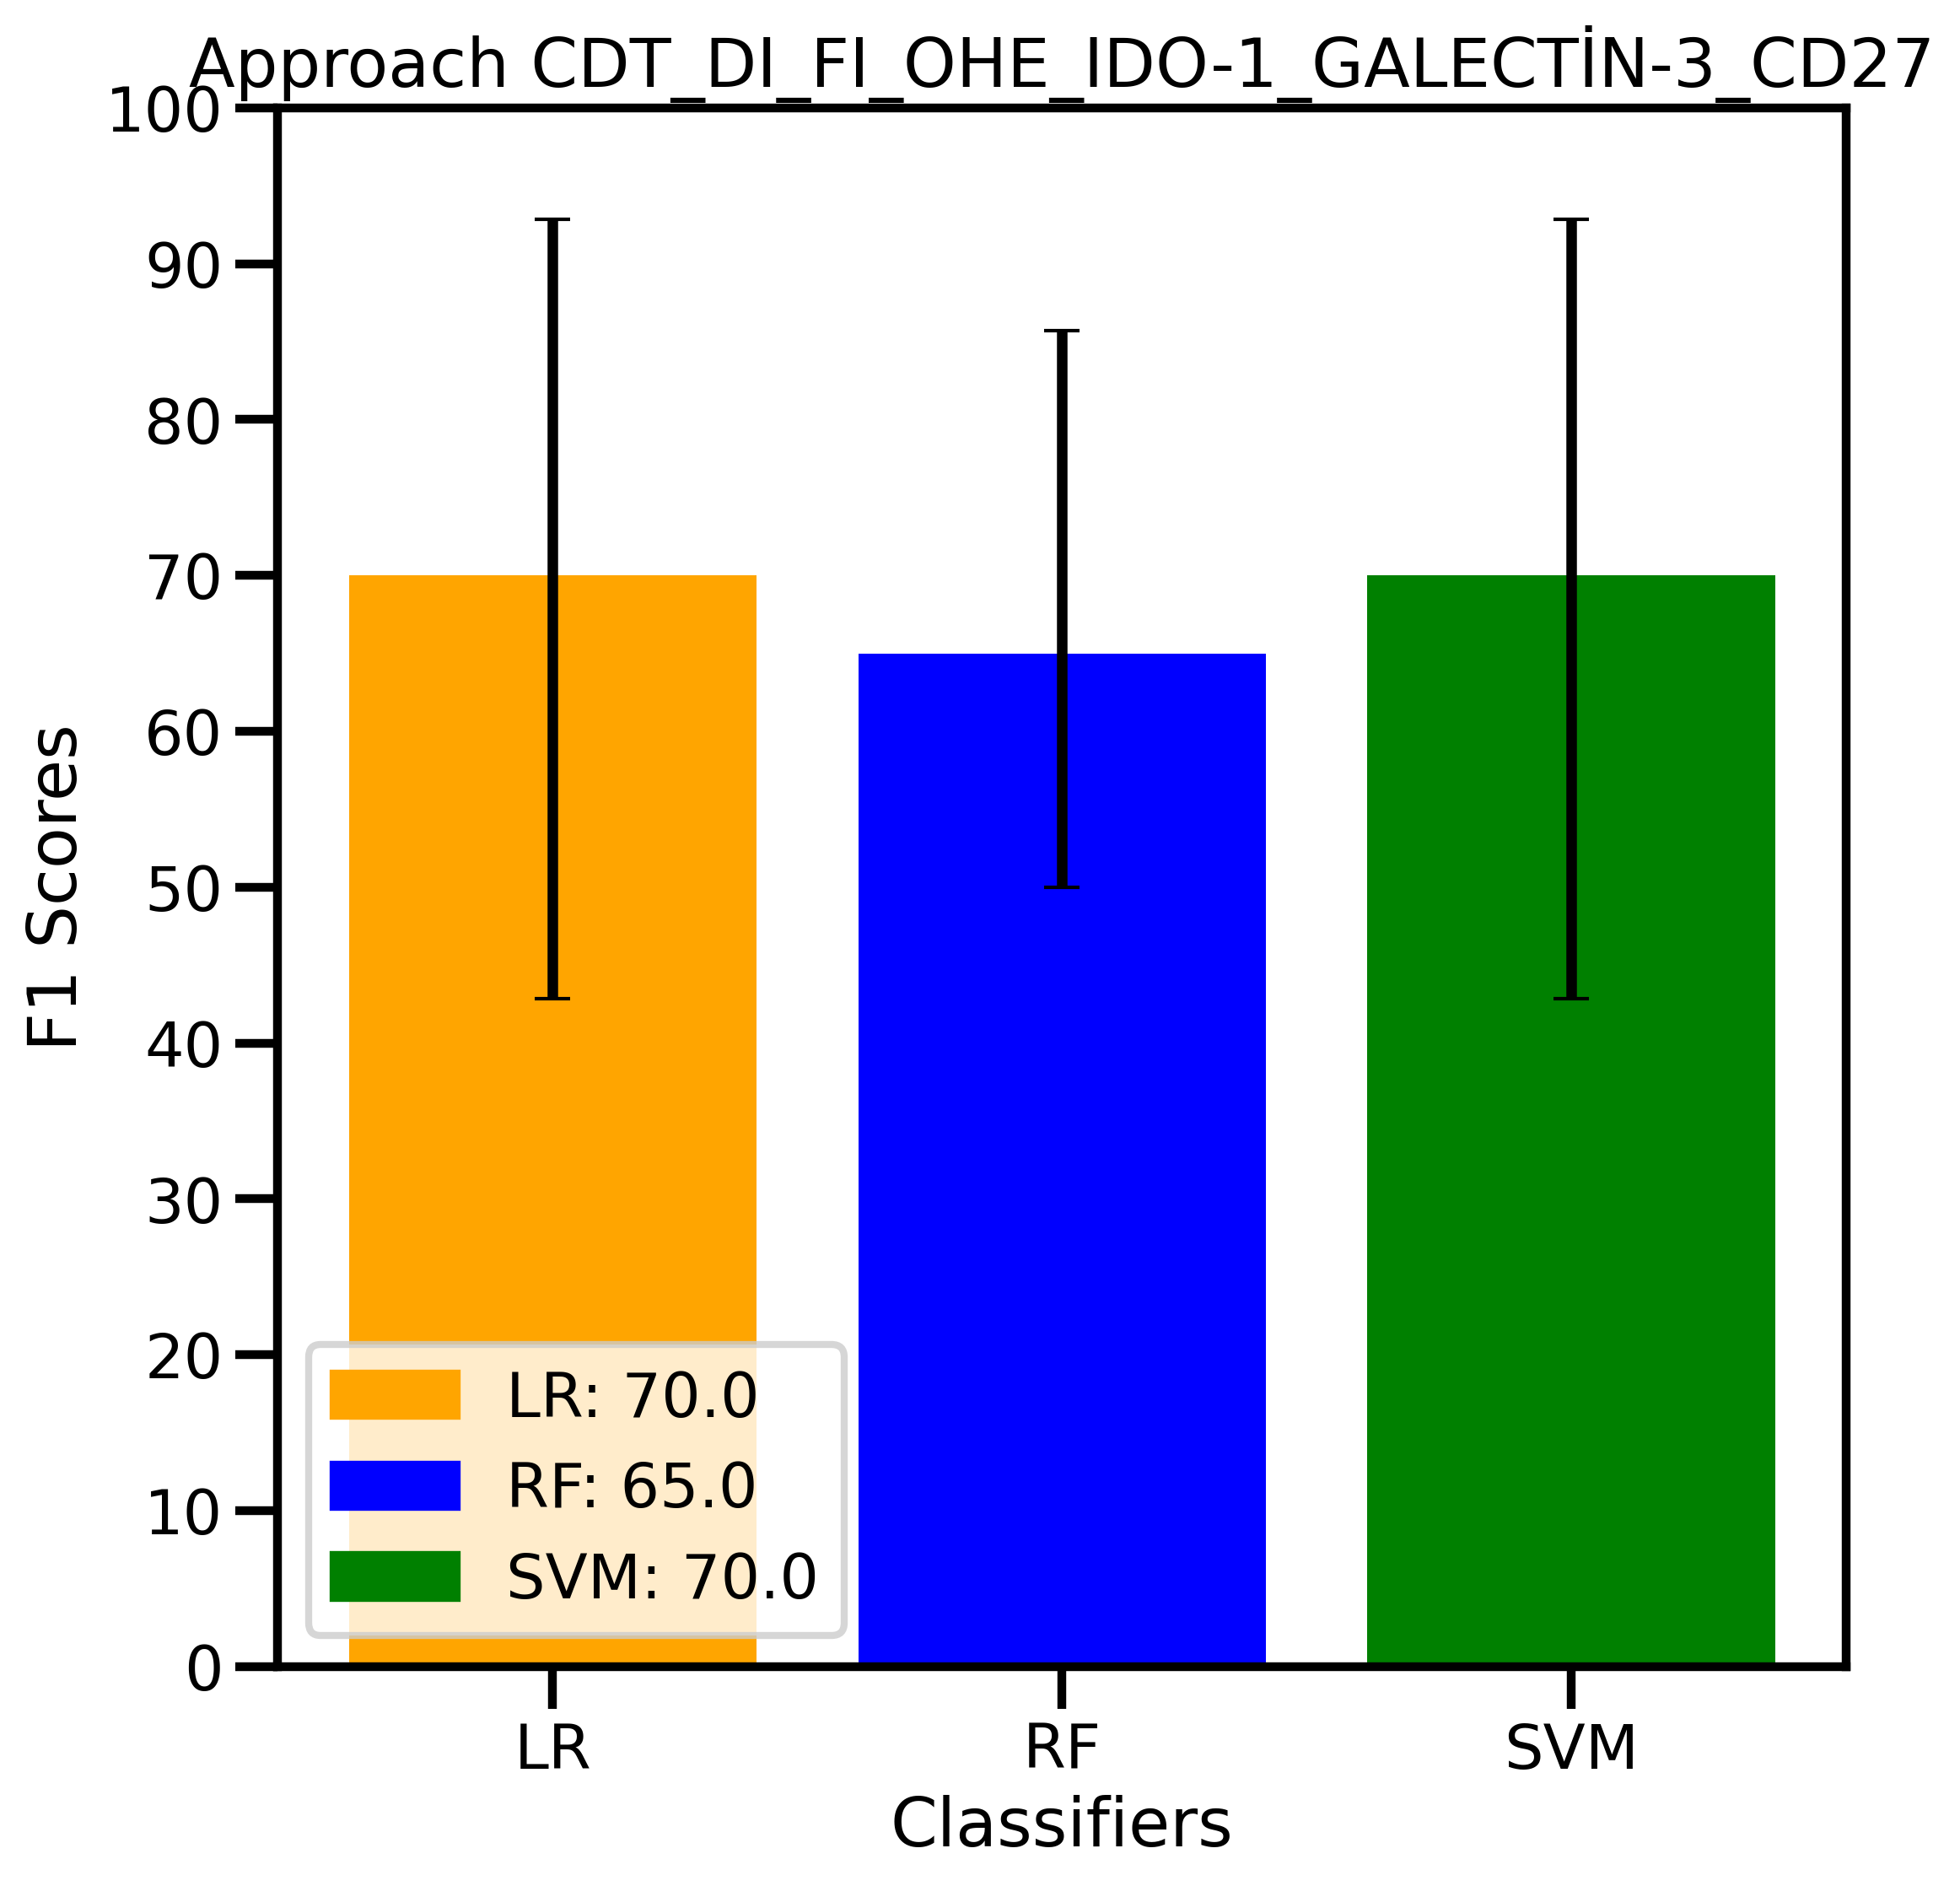 Approach CDT_DI_FI_OHE_IDO-1_GALECTİN-3_CD27
100
90
80
70
60
50
40
30
20
10
0
F1 Scores
LR: 70.0
RF: 65.0
SVM: 70.0
LR
RF
SVM
Classifiers